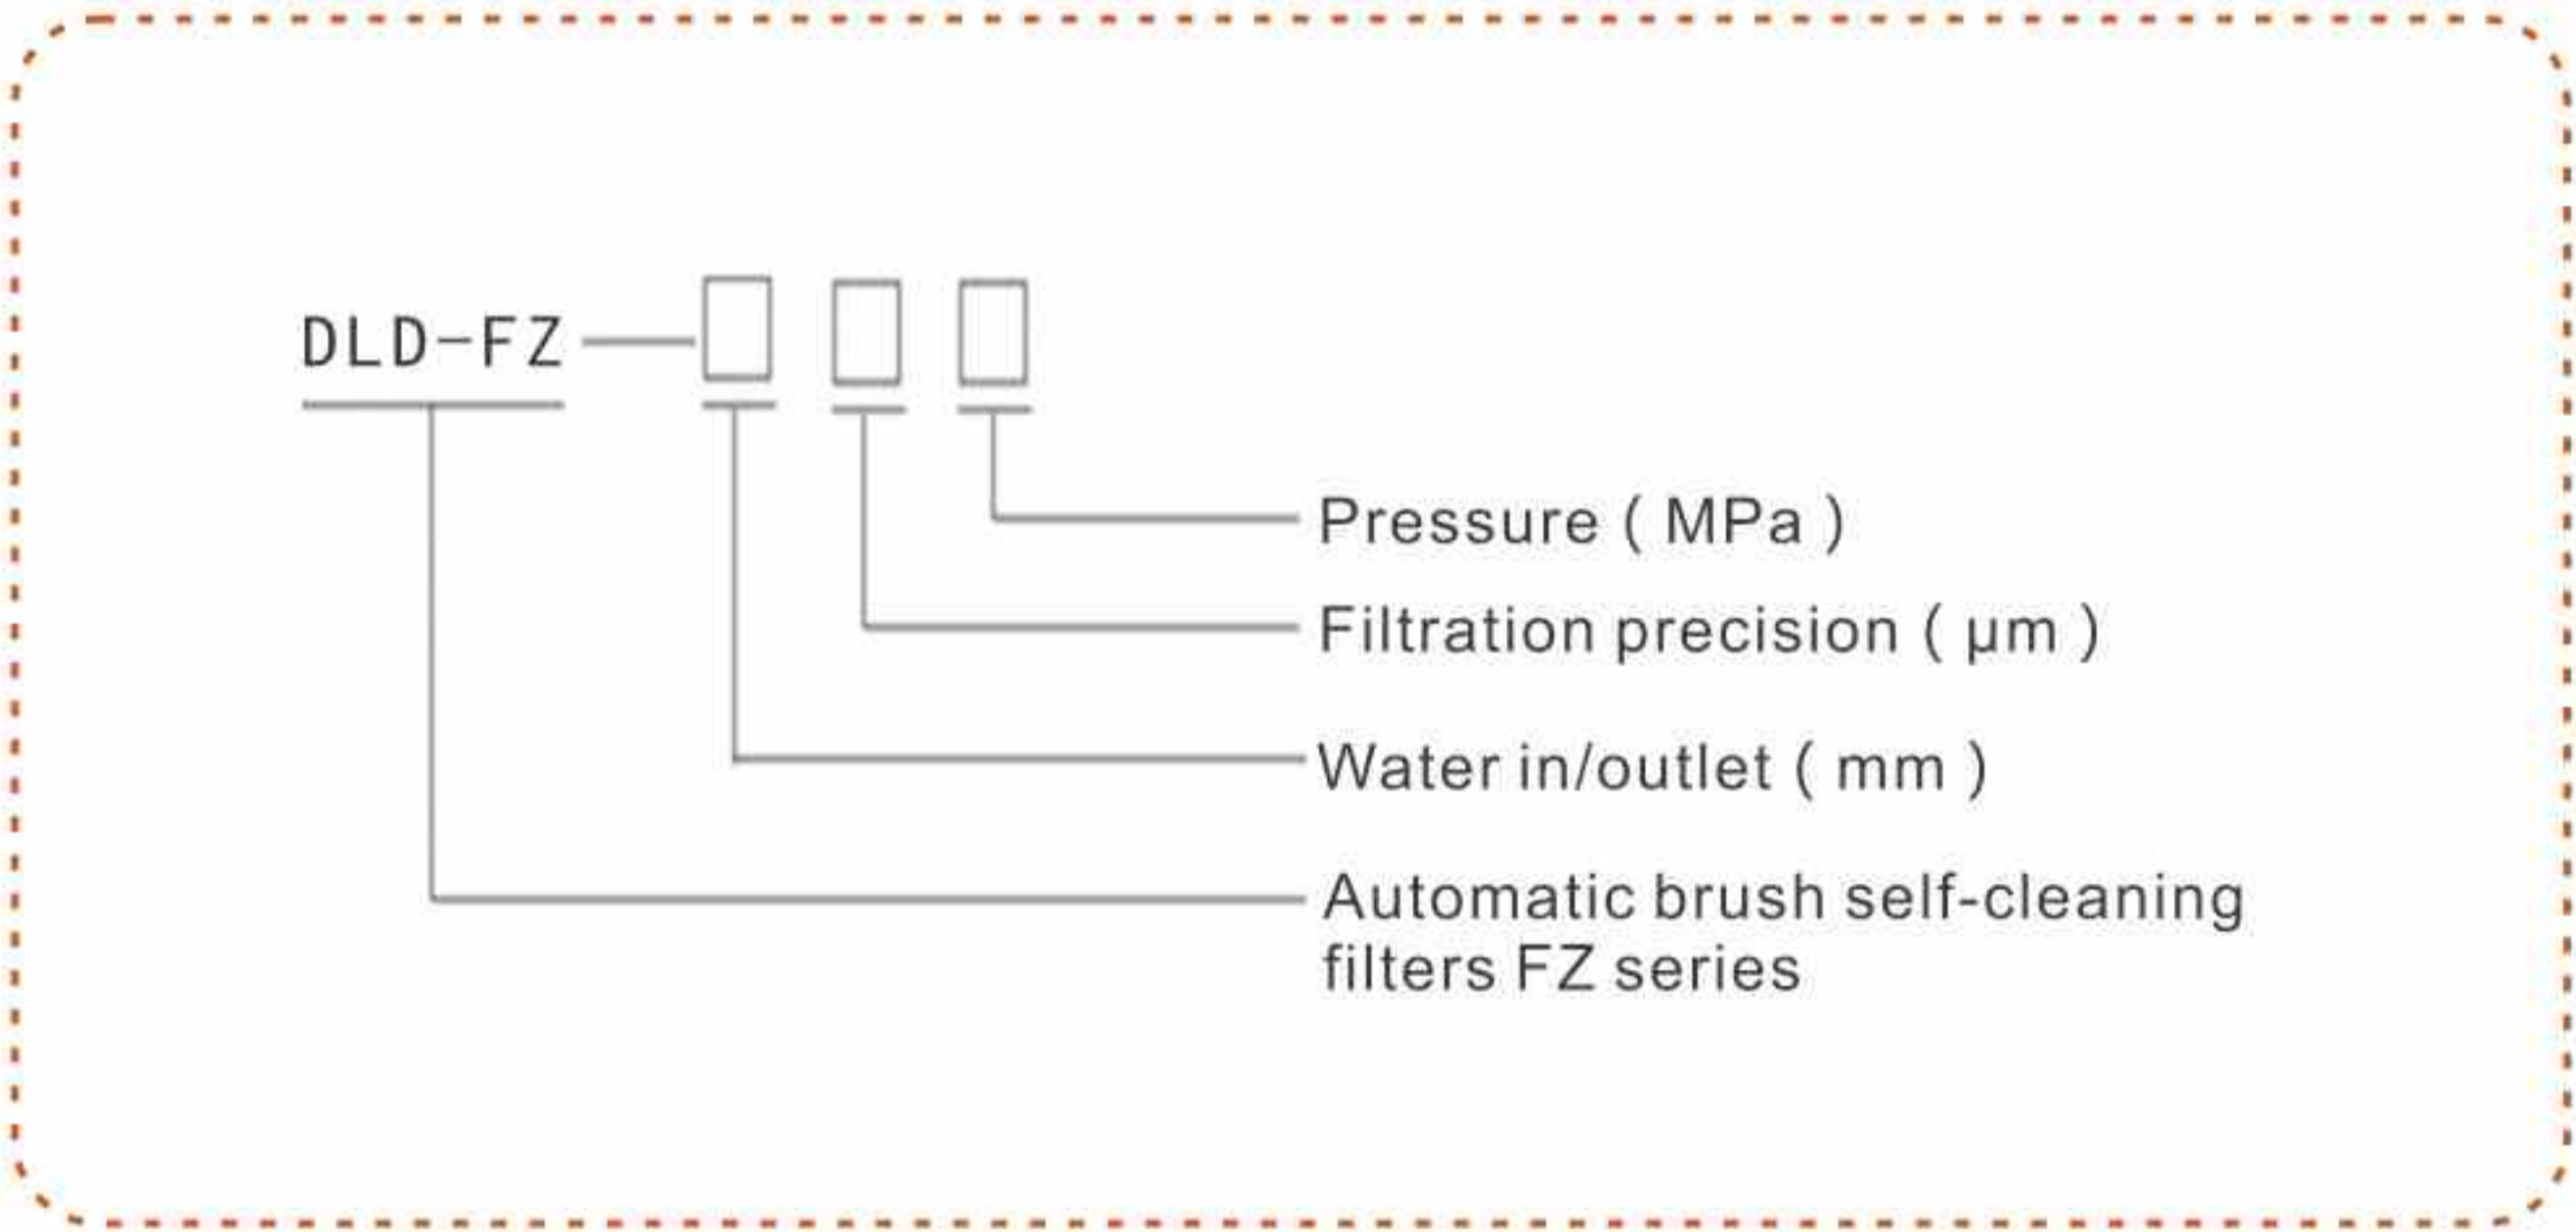 DLD-FZ
Pressure ( MPa )
Filtration precision ( μm )
Water in/outlet ( mm )
Automatic brush self-cleaning
filters FZ series